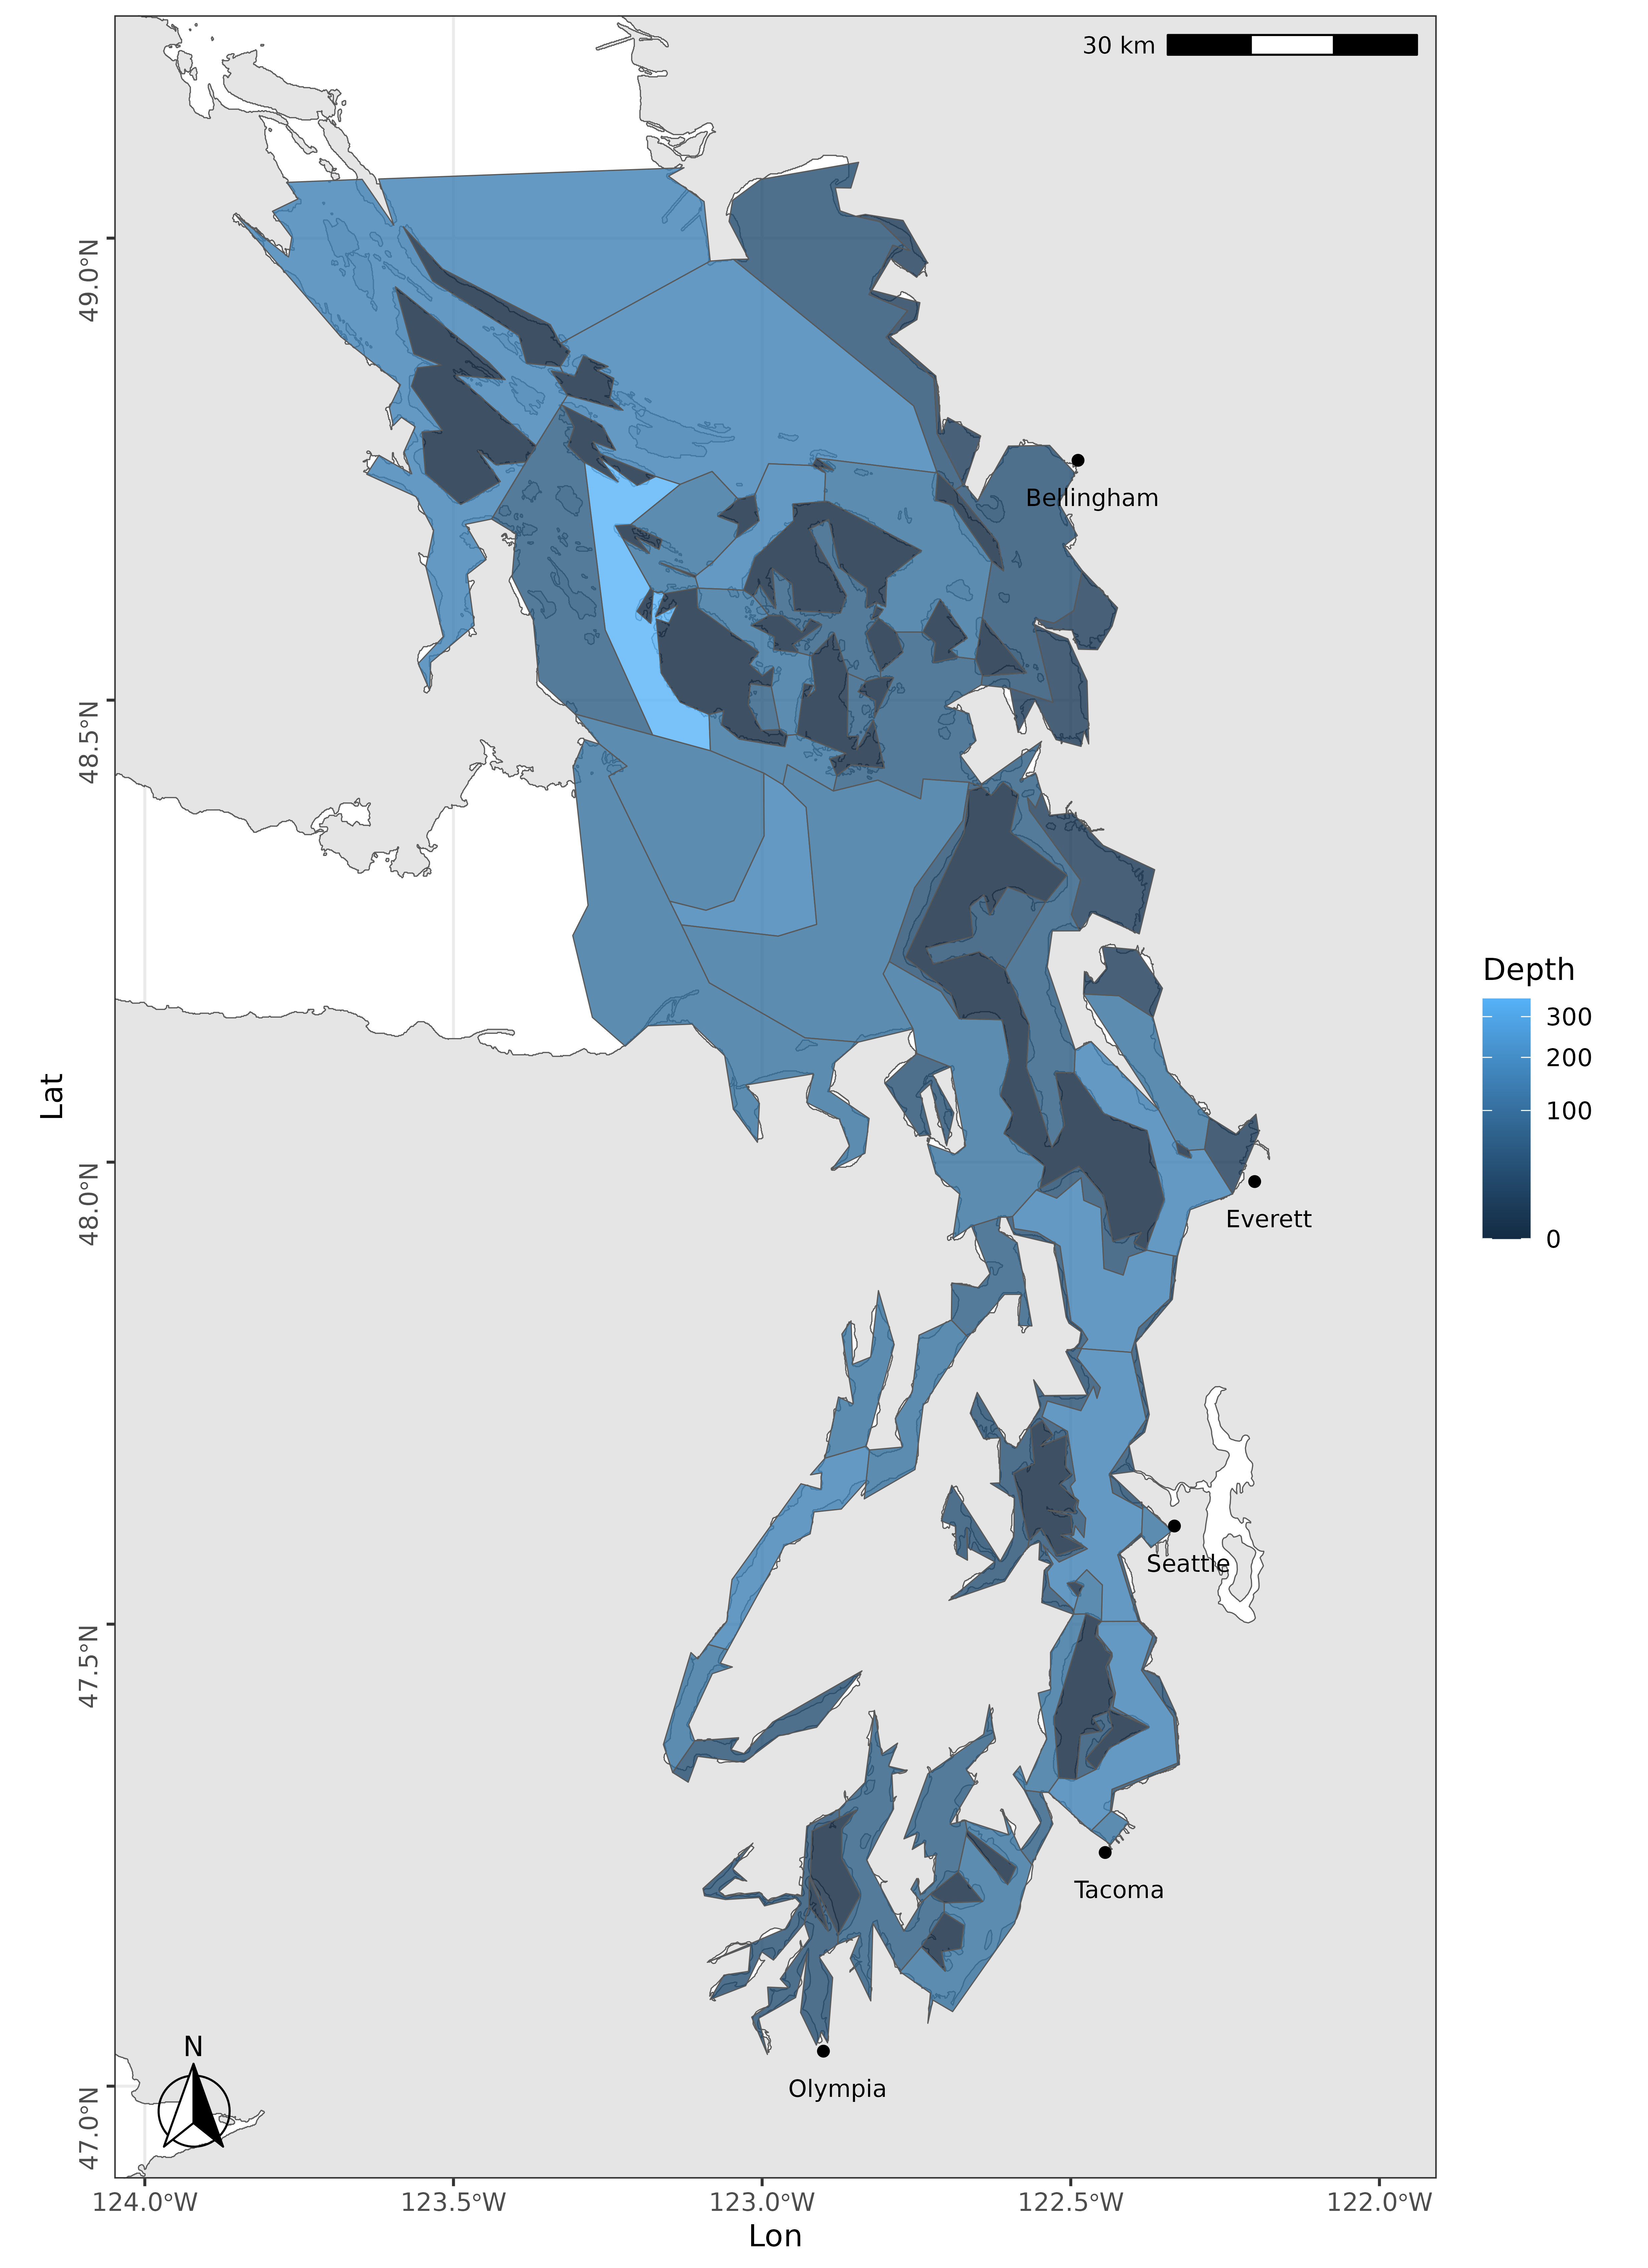 30 km
49.0°N
Bellingham
48.5°N
Depth
300
200
100
0
Lat
48.0°N
Everett
Seattle
47.5°N
Tacoma
N
Olympia
47.0°N
124.0°W 123.5°W 123.0°W 122.5°W 122.0°W
Lon